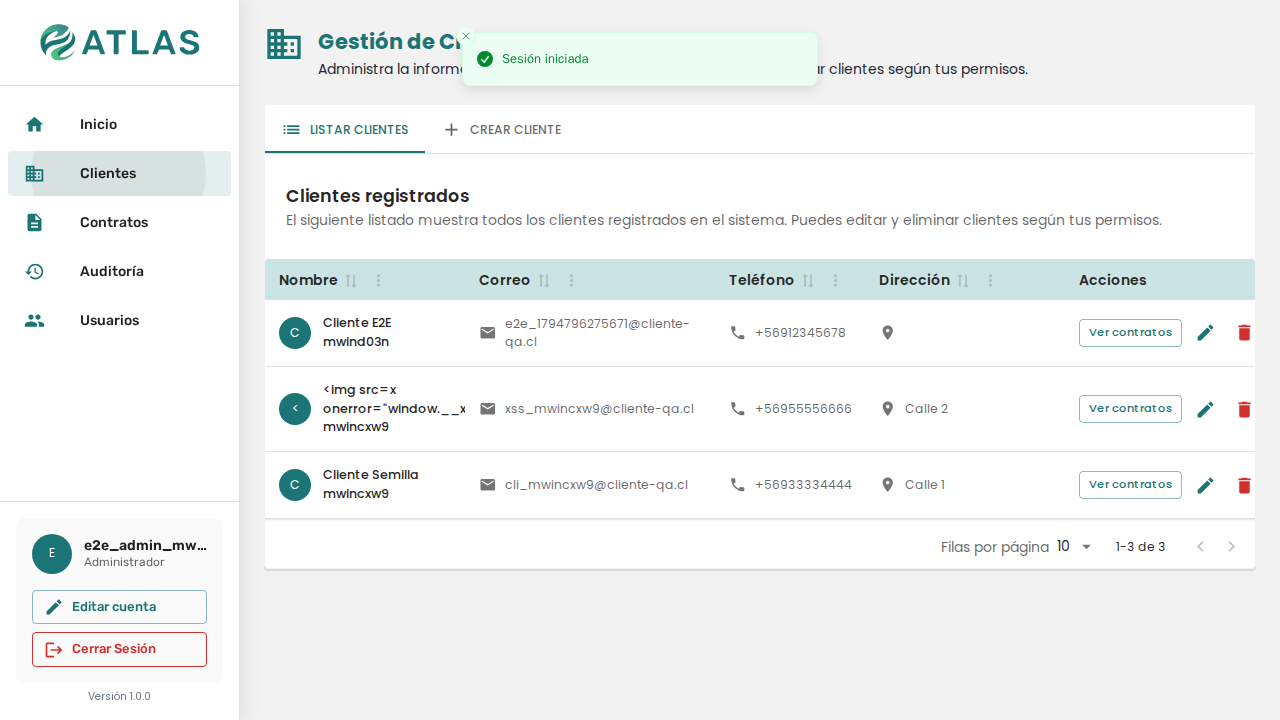 ATLAS
Inicio
Clientes
Contratos
Auditoría
Usuarios
e2e_admin_mw...
E
Administrador
Editar cuenta
Cerrar Sesión
Versión 1.0.0
Gestión de Cl
Sesión iniciada
Administra la inform
ar clientes según tus permisos.
LISTAR CLIENTES
CREAR CLIENTE
Clientes registrados
El siguiente listado muestra todos los clientes registrados en el sistema. Puedes editar y eliminar clientes según tus permisos.
Nombre Correo Teléfono Dirección Acciones
C
Cliente E2E
mwind03n
e2e_1794796275671@cliente-
qa.cl
+56912345678
Ver contratos
<
<img src=x
onerror="window.__x
mwincxw9
xss_mwincxw9@cliente-qa.cl
+56955556666
Calle 2
Ver contratos
C
Cliente Semilla
mwincxw9
cli_mwincxw9@cliente-qa.cl
+56933334444
Calle 1
Ver contratos
Filas por página 10 1-3 de 3